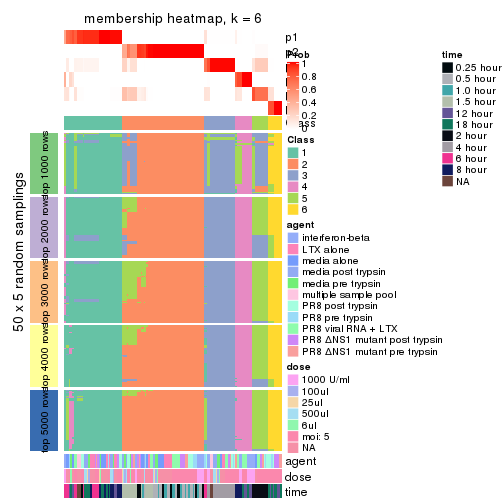 membership heatmap, k = 6
p1
p2
Prob
1
0.8
0.6
0.4
0.2
0
Class
1
2
3
4
5
6
agent
interferon-beta
LTX alone
media alone
media post trypsin
media pre trypsin
multiple sample pool
PR8 post trypsin
PR8 pre trypsin
PR8 viral RNA + LTX
PR8 ΔNS1 mutant post trypsin
PR8 ΔNS1 mutant pre trypsin
dose
1000 U/ml
100ul
25ul
500ul
6ul
moi: 5
NA
time
0.25 hour
0.5 hour
1.0 hour
1.5 hour
12 hour
18 hour
2 hour
4 hour
6 hour
8 hour
NA
50 x 5 random samplings
top 1000 rows
top 2000 rows
top 3000 rows
top 4000 rows
top 5000 rows
agent
dose
time